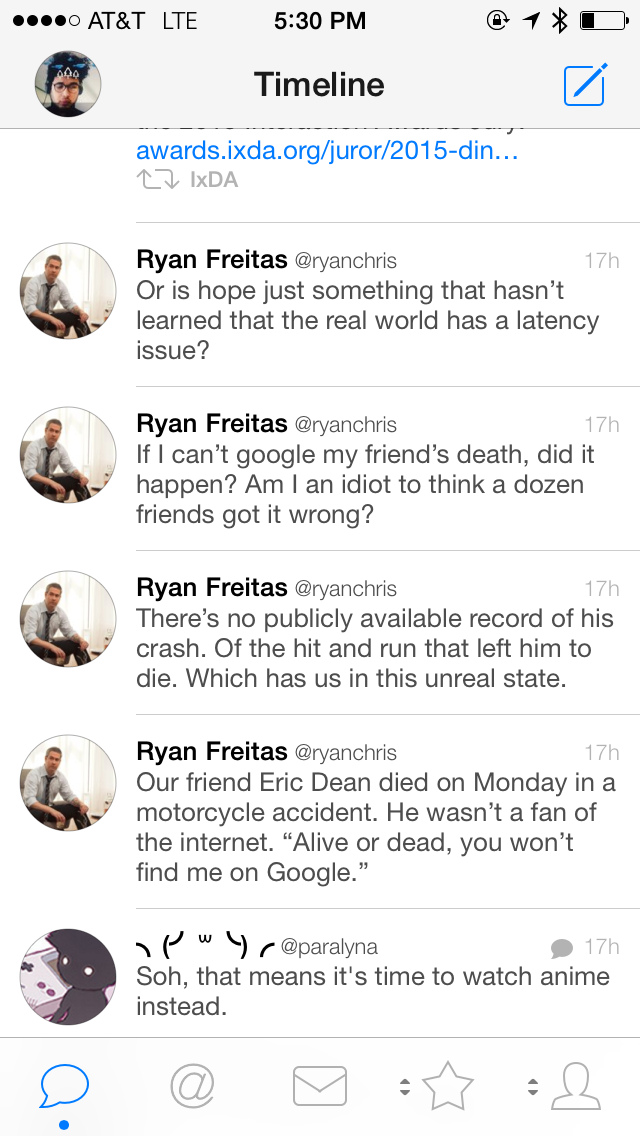 AT&T LTE 5:30 PM
Timeline
the 2015 Interaction Awards Jury.
awards.ixda.org/juror/2015-din…
IxDA
Ryan Freitas @ryanchris 17h
Or is hope just something that hasn’t
learned that the real world has a latency
issue?
Ryan Freitas @ryanchris 17h
If I can’t google my friend’s death, did it
happen? Am I an idiot to think a dozen
friends got it wrong?
Ryan Freitas @ryanchris 17h
There’s no publicly available record of his
crash. Of the hit and run that left him to
die. Which has us in this unreal state.
Ryan Freitas @ryanchris 17h
Our friend Eric Dean died on Monday in a
motorcycle accident. He wasn’t a fan of
the internet. “Alive or dead, you won’t
find me on Google.”
@paralyna 17h
Soh, that means it's time to watch anime
instead.
@